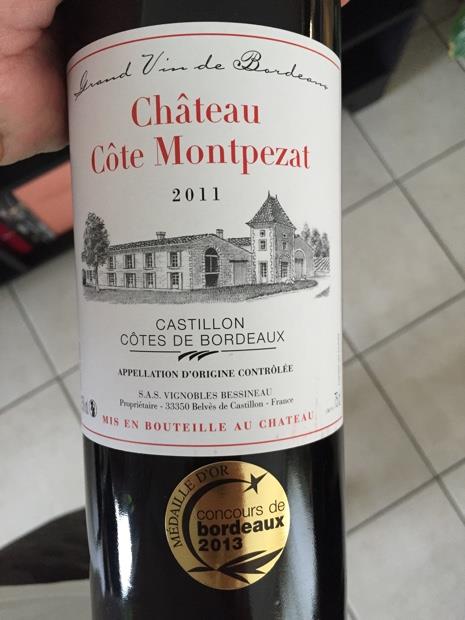 Grand Vin de Bordeaux
Château
Côte Montpezat
2011
CASTILLON
CÔTES DE BORDEAUX
APPELLATION D'ORIGINE CONTRÔLÉE
S.A.S. VIGNOBLES BESSINEAU
Propriétaire - 33350 Belvès de Castillon - France
MIS EN BOUTEILLE AU CHATEAU
MÉDAILLE D'OR
concours de
bordeaux
2013